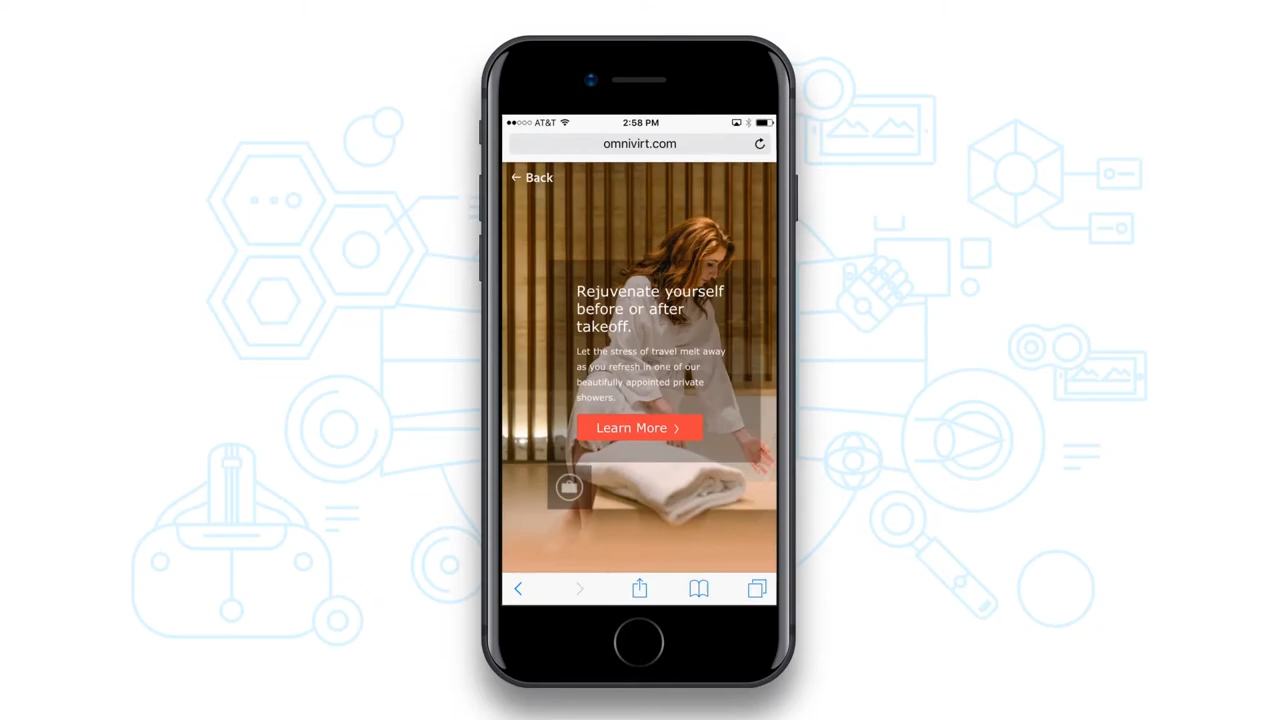 AT&T
2:58 PM
omnivirt.com
← Back
Rejuvenate yourself
before or after
takeoff.
Let the stress of travel melt away
as you refresh in one of our
beautifully appointed private
showers.
Learn More >